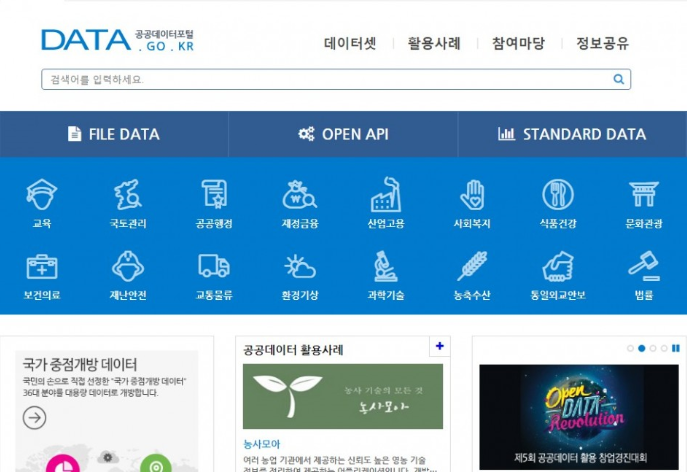 DATA 공공데이터포털
. GO . KR
데이터셋 활용사례 참여마당 정보공유
검색어를 입력하세요.
FILE DATA OPEN API STANDARD DATA
교육 국토관리 공공행정 재정금융 산업고용 사회복지 식품건강 문화관광
보건의료 재난안전 교통물류 환경기상 과학기술 농축수산 통일외교안보 법률
국가 중점개방 데이터
국민의 손으로 직접 선정한 "국가 중점개방 데이터"
36대 분야를 대용량 데이터로 개방합니다.
공공데이터 활용사례
농사 기술의 모든 것
농사모아
농사모아
여러 농업 기관에서 제공하는 신뢰도 높은 영농 기술
정보를 정리하여 제공하는 어플리케이션입니다. 개발...
Open
DATA
Revolution
제5회 공공데이터 활용 창업경진대회